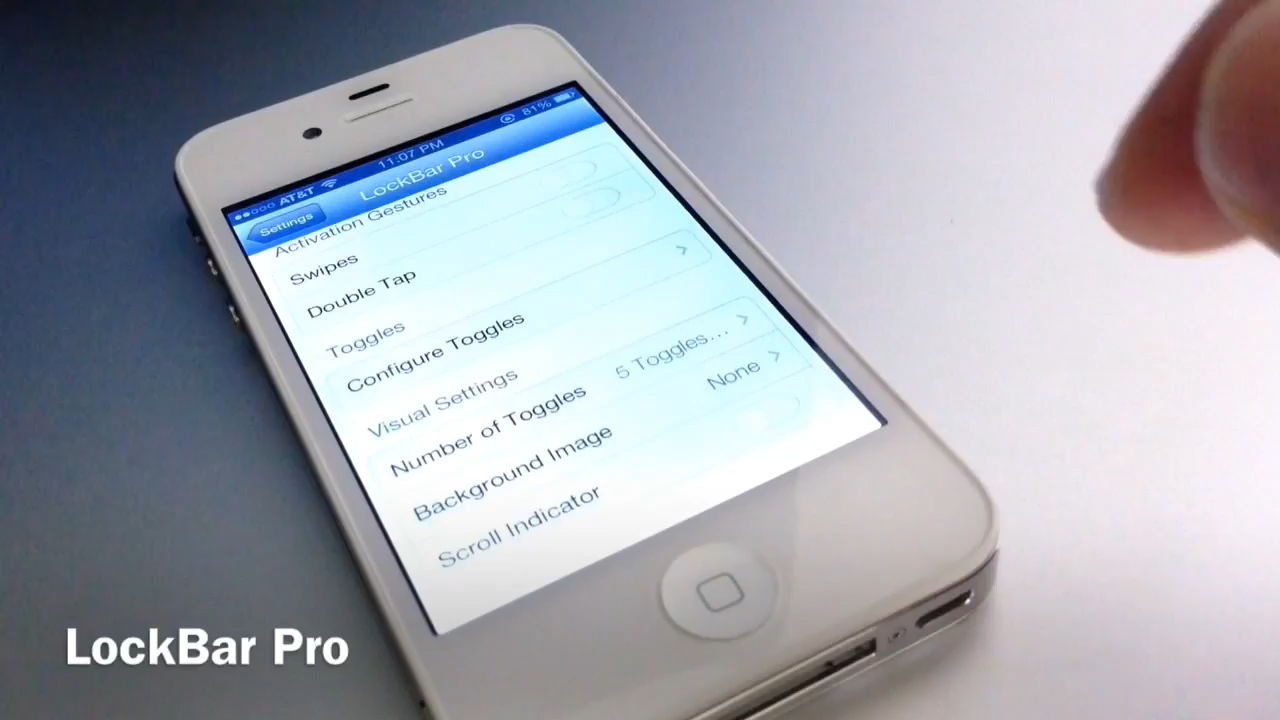 AT&T 11:07 PM 81%
Settings LockBar Pro
Activation Gestures
Swipes
Double Tap
Toggles
Configure Toggles
Visual Settings
Number of Toggles 5 Toggles...
Background Image None
Scroll Indicator
LockBar Pro